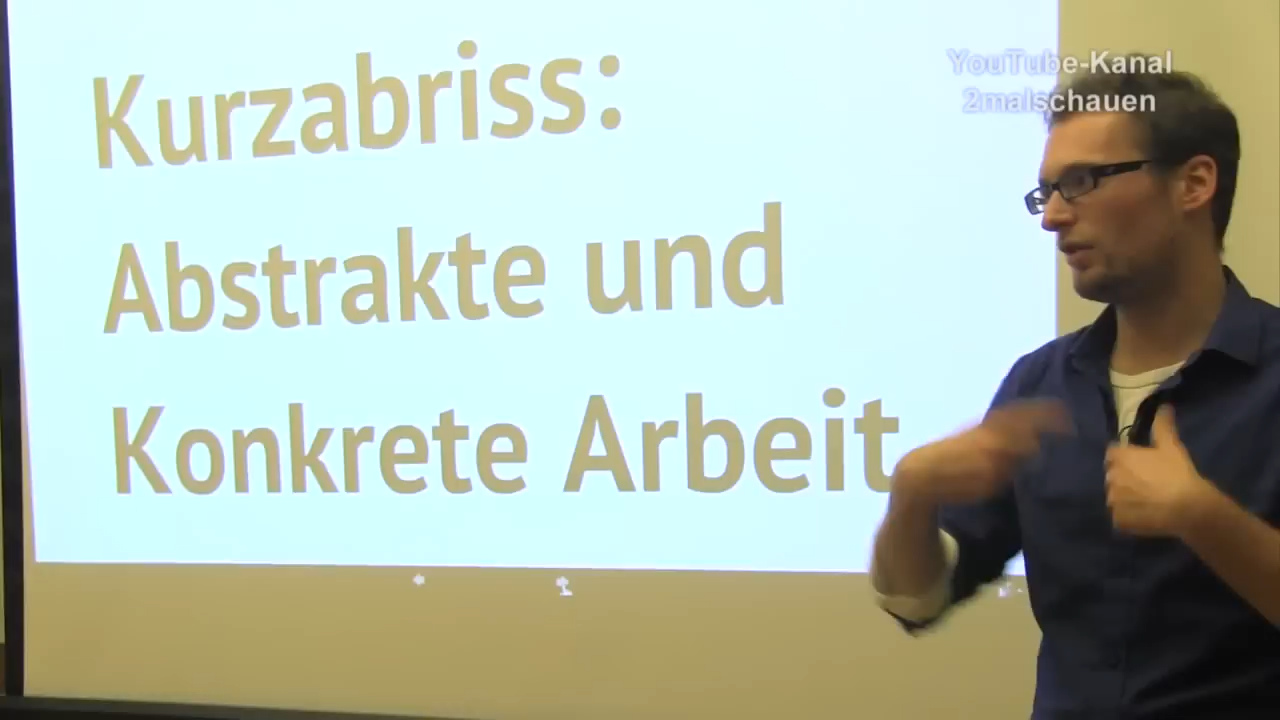 YouTube-Kanal
2malschauen
Kurzabriss:
Abstrakte und
Konkrete Arbeit